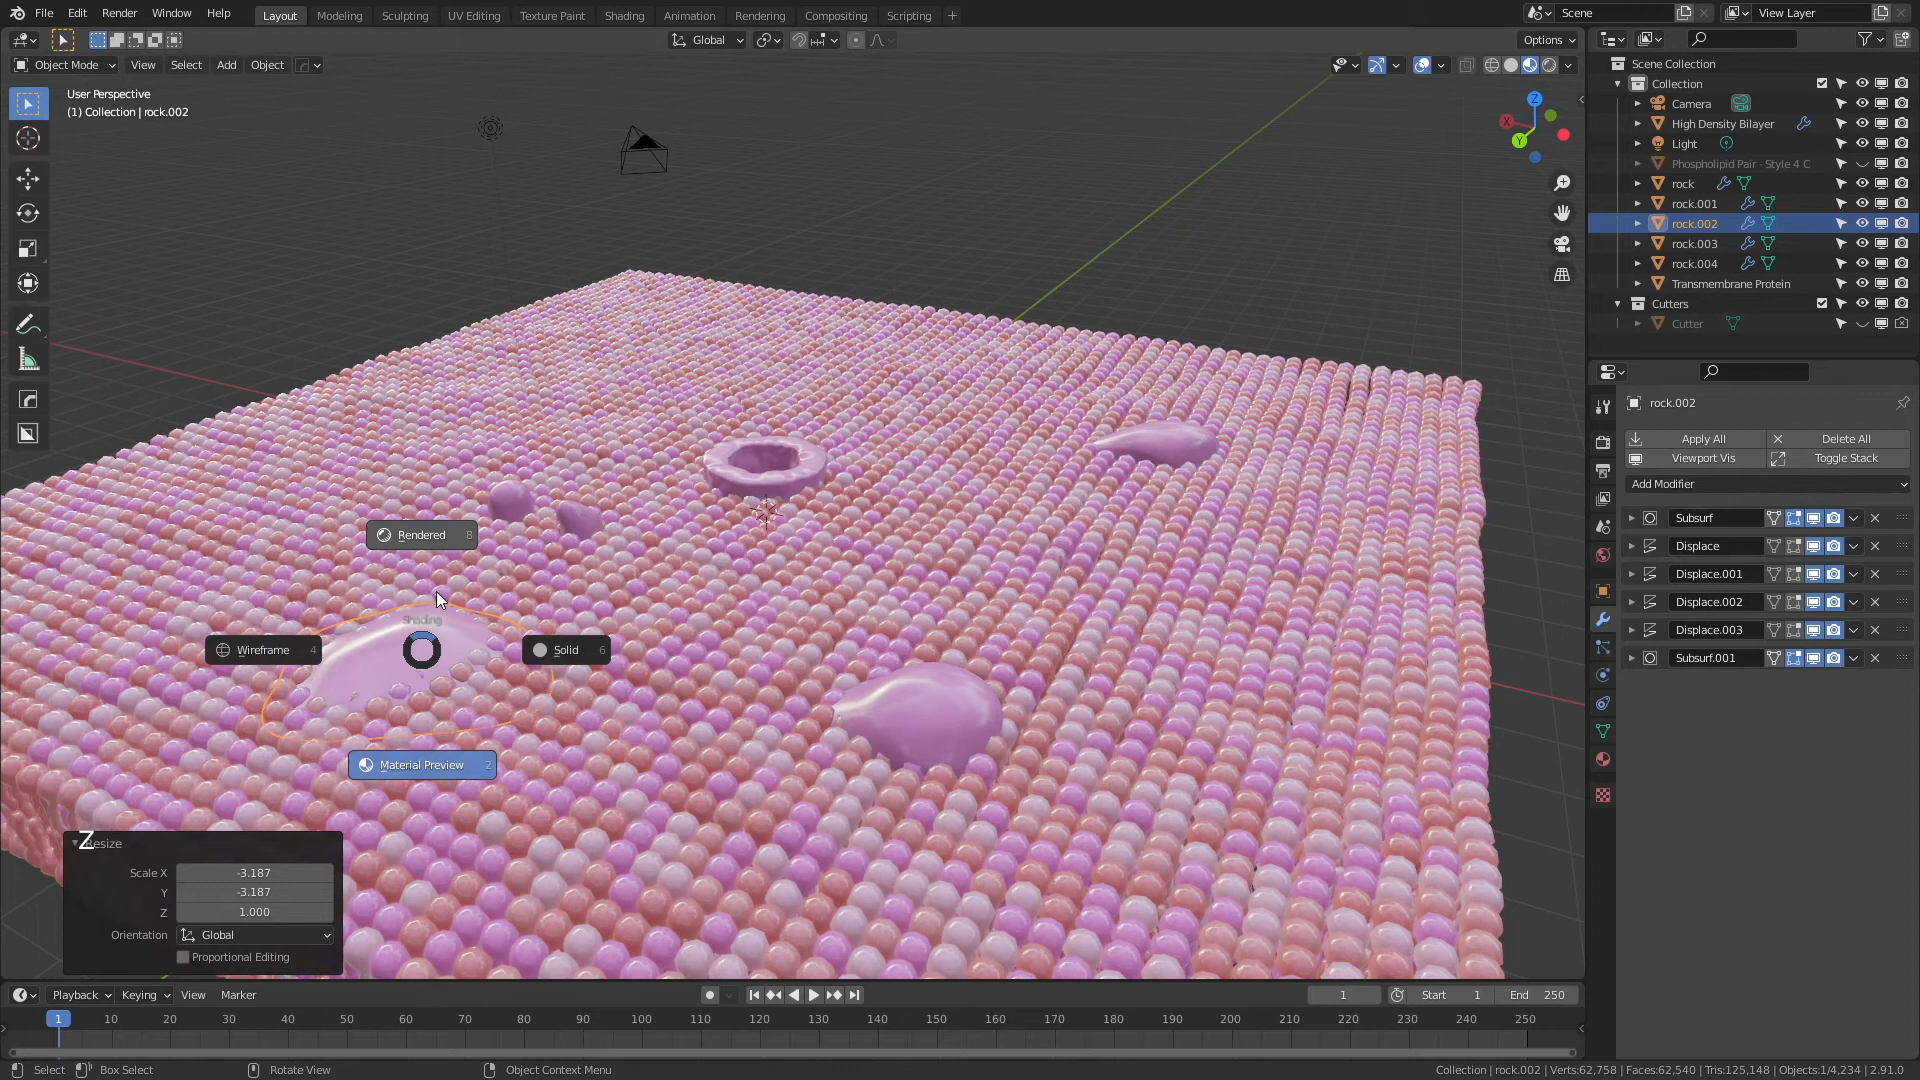 File Edit Render Window Help
Layout Modeling Sculpting UV Editing Texture Paint Shading Animation Rendering Compositing Scripting +
Scene
View Layer
Global
Options
Object Mode View Select Add Object
User Perspective
(1) Collection | rock.002
Z
X
Y
Scene Collection
Collection
Camera
High Density Bilayer
Light
Phospholipid Pair - Style 4 C
rock
rock.001
rock.002
rock.003
rock.004
Transmembrane Protein
Cutters
Cutter
rock.002
Apply All
Delete All
Viewport Vis
Toggle Stack
Add Modifier
Subsurf
Displace
Displace.001
Displace.002
Displace.003
Subsurf.001
Rendered 8
Shading
Wireframe 4
Solid 6
Material Preview 2
Z
Resize
Scale X -3.187
Y -3.187
Z 1.000
Orientation Global
Proportional Editing
Playback Keying View Marker
1
Start 1
End 250
1 10 20 30 40 50 60 70 80 90 100 110 120 130 140 150 160 170 180 190 200 210 220 230 240 250
Select Box Select Rotate View Object Context Menu
Collection | rock.002 | Verts:62,758 | Faces:62,540 | Tris:125,148 | Objects:1/4,234 | 2.91.0